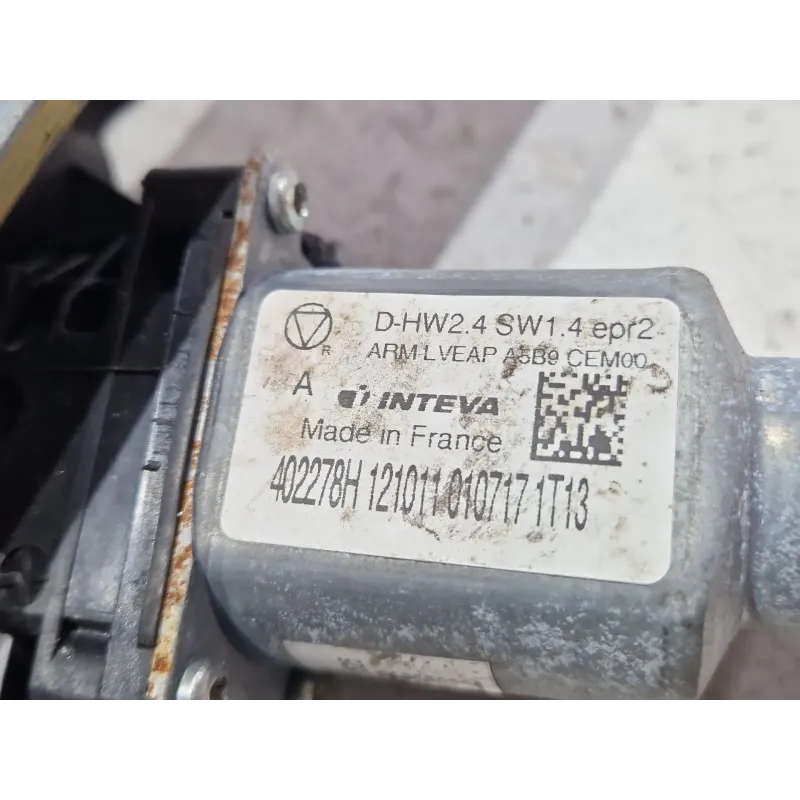 D-HW2.4 SW1.4 epr2
R ARM LVEAP A5B9 CEM00
A INTEVA
Made in France
402278H 121011 010717 1T13